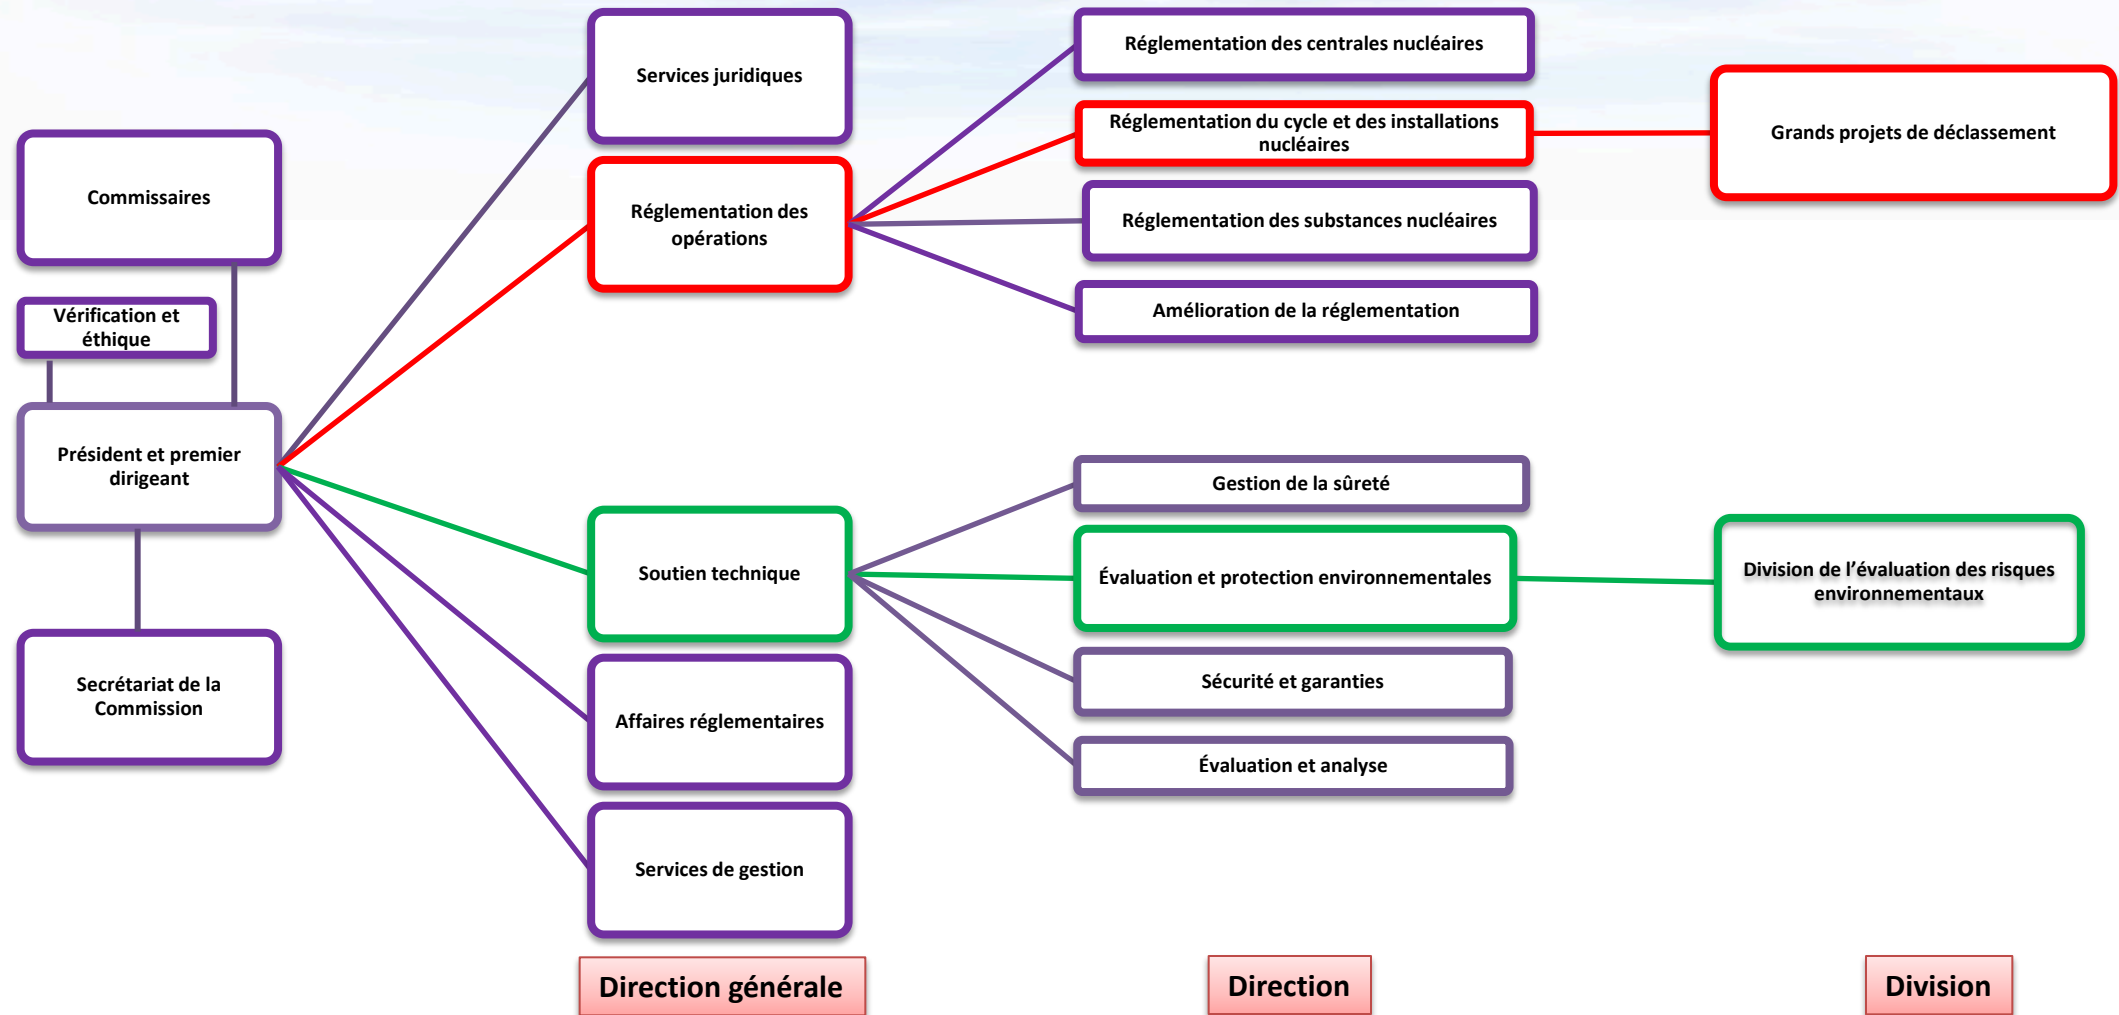 Commissaires
Vérification et
éthique
Président et premier
dirigeant
Secrétariat de la
Commission
Services juridiques
Réglementation des
opérations
Soutien technique
Affaires réglementaires
Services de gestion
Direction générale
Réglementation des centrales nucléaires
Réglementation du cycle et des installations
nucléaires
Réglementation des substances nucléaires
Amélioration de la réglementation
Gestion de la sûreté
Évaluation et protection environnementales
Sécurité et garanties
Évaluation et analyse
Direction
Grands projets de déclassement
Division de l’évaluation des risques
environnementaux
Division